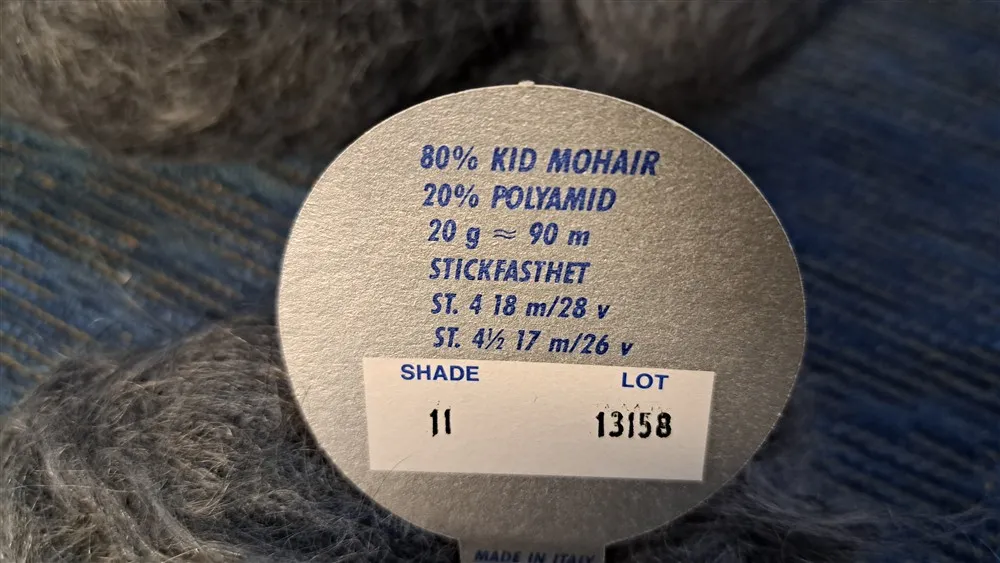 80% KID MOHAIR
20% POLYAMID
20 g ≈ 90 m
STICKFASTHET
ST. 4 18 m/28 v
ST. 4½ 17 m/26 v
SHADE LOT
11 13158
MADE IN ITALY